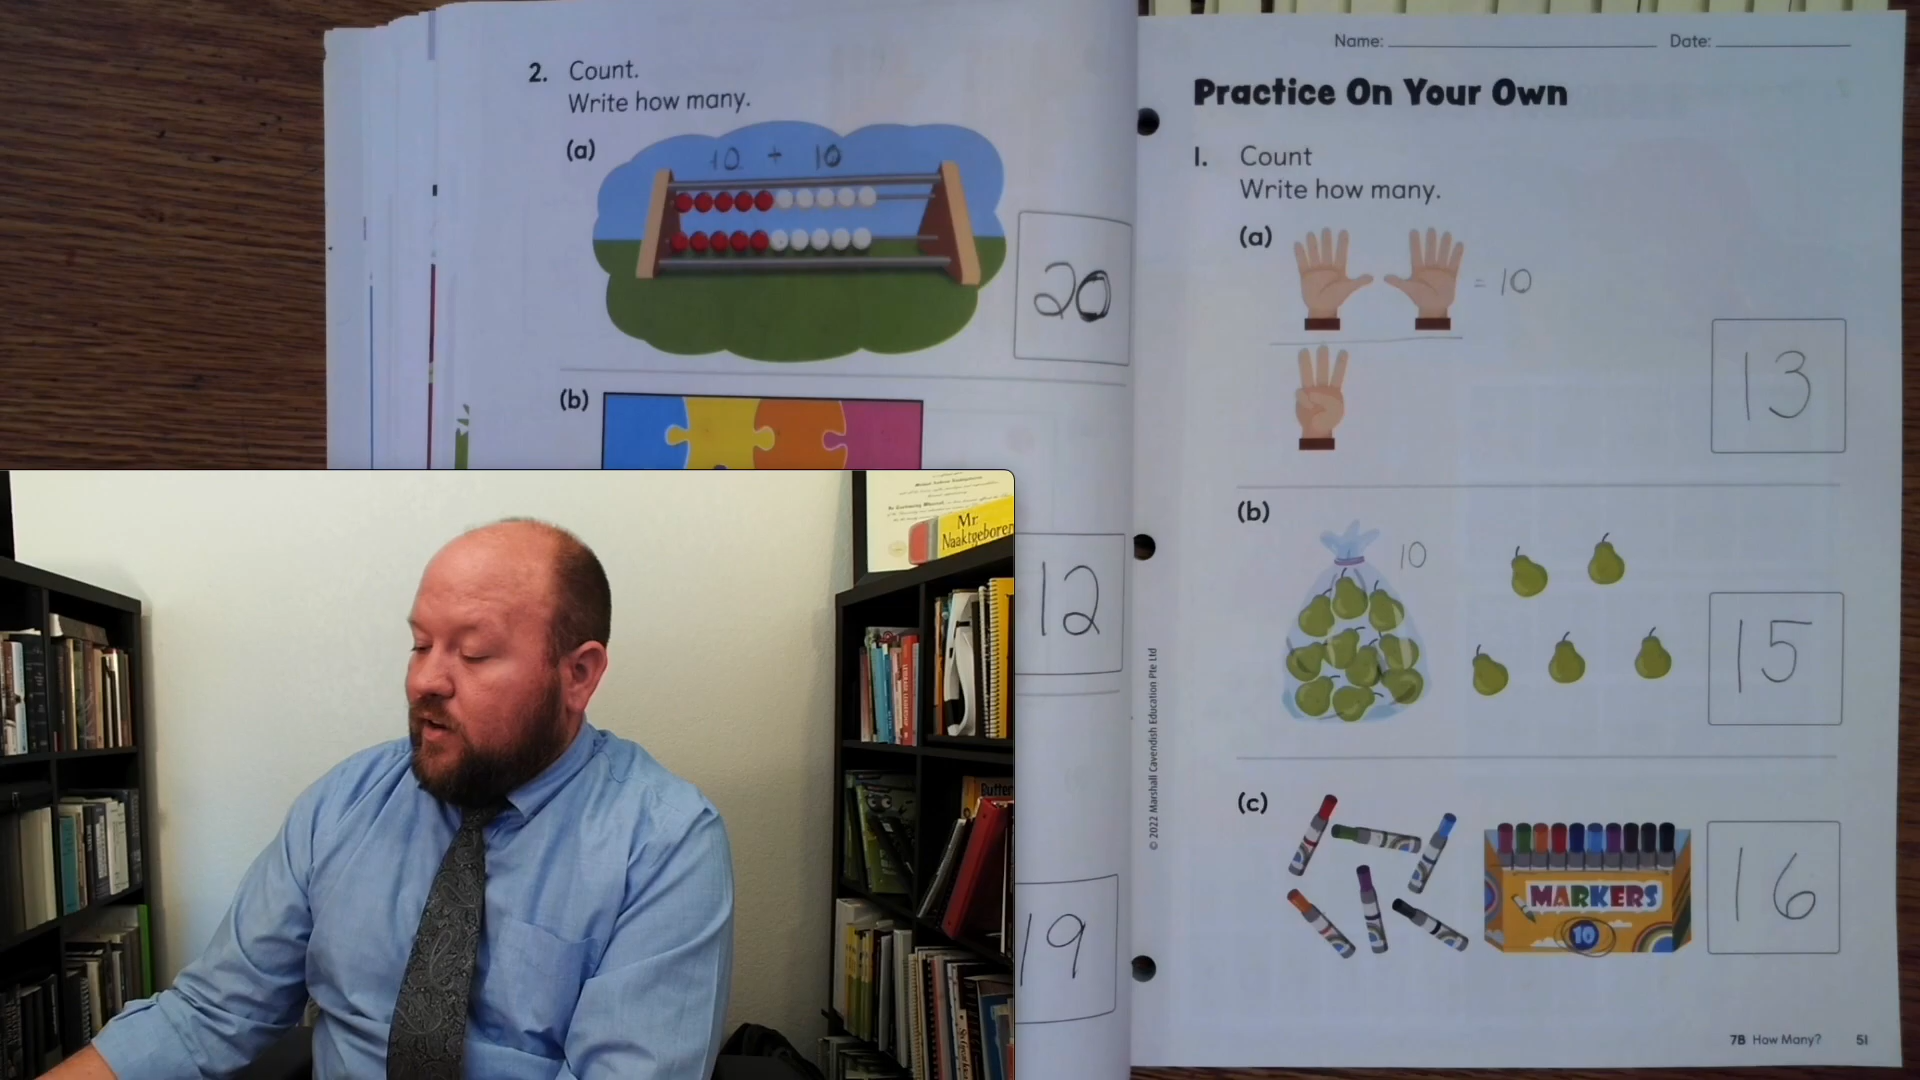 2. Count.
Write how many.
(a)
10 + 10
20
(b)
12
19
Name: Date:
Practice On Your Own
1. Count
Write how many.
(a)
= 10
13
(b)
10
15
(c)
MARKERS
10
16
© 2022 Marshall Cavendish Education Pte Ltd
7B How Many? 51
Mr.
Naaktgeboren